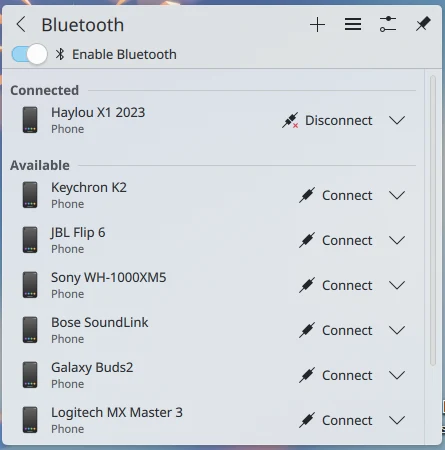 Bluetooth
Enable Bluetooth
Connected
Haylou X1 2023
Phone
Disconnect
Available
Keychron K2
Phone
Connect
JBL Flip 6
Phone
Connect
Sony WH-1000XM5
Phone
Connect
Bose SoundLink
Phone
Connect
Galaxy Buds2
Phone
Connect
Logitech MX Master 3
Phone
Connect